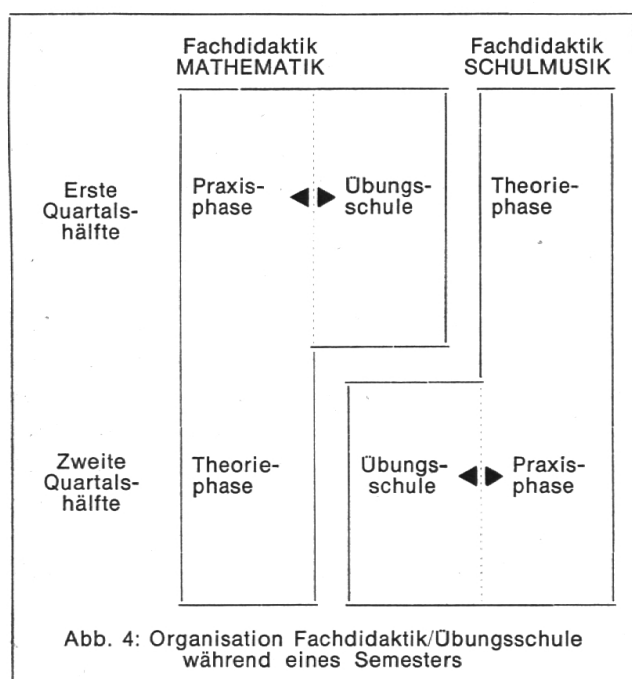 Fachdidaktik
MATHEMATIK
Fachdidaktik
SCHULMUSIK
Erste
Quartals-
hälfte
Praxis-
phase
Übungs-
schule
Theorie-
phase
Zweite
Quartals-
hälfte
Theorie-
phase
Übungs-
schule
Praxis-
phase
Abb. 4: Organisation Fachdidaktik/Übungsschule
während eines Semesters